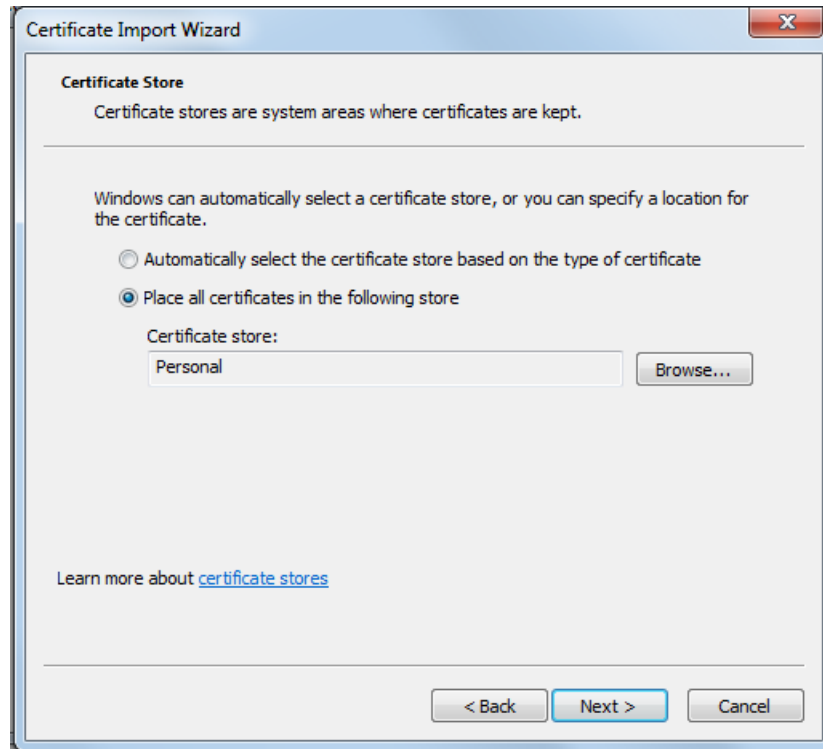 Certificate Import Wizard
Certificate Store
Certificate stores are system areas where certificates are kept.
Windows can automatically select a certificate store, or you can specify a location for
the certificate.
Automatically select the certificate store based on the type of certificate
Place all certificates in the following store
Certificate store:
Personal
Browse...
Learn more about certificate stores
< Back
Next >
Cancel